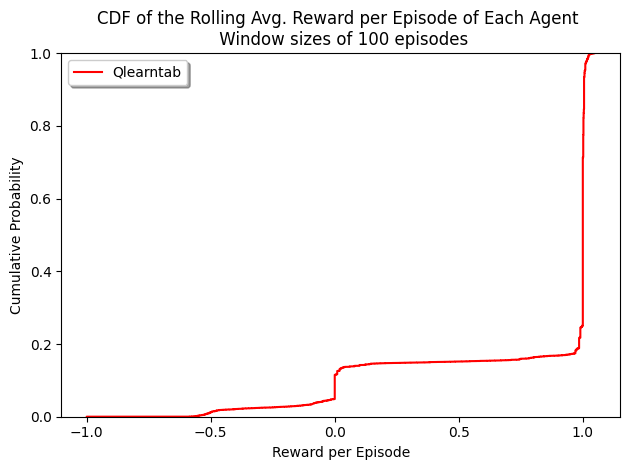 CDF of the Rolling Avg. Reward per Episode of Each Agent
Window sizes of 100 episodes
Qlearntab
1.0
0.8
0.6
0.4
0.2
0.0
Cumulative Probability
−1.0
−0.5
0.0
0.5
1.0
Reward per Episode